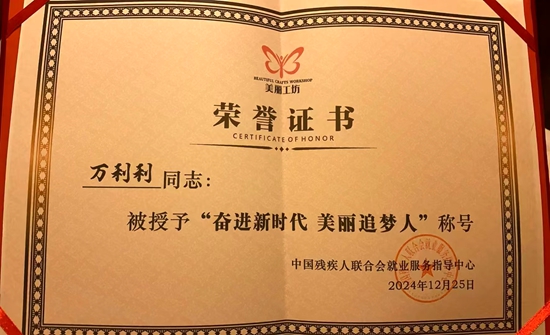 BEAUTIFUL CRAFTS WORKSHOP
美丽工坊
荣誉证书
CERTIFICATE OF HONOR
万利利同志：
被授予“奋进新时代 美丽追梦人”称号
中国残疾人联合会就业服务指导中心
2024年12月25日